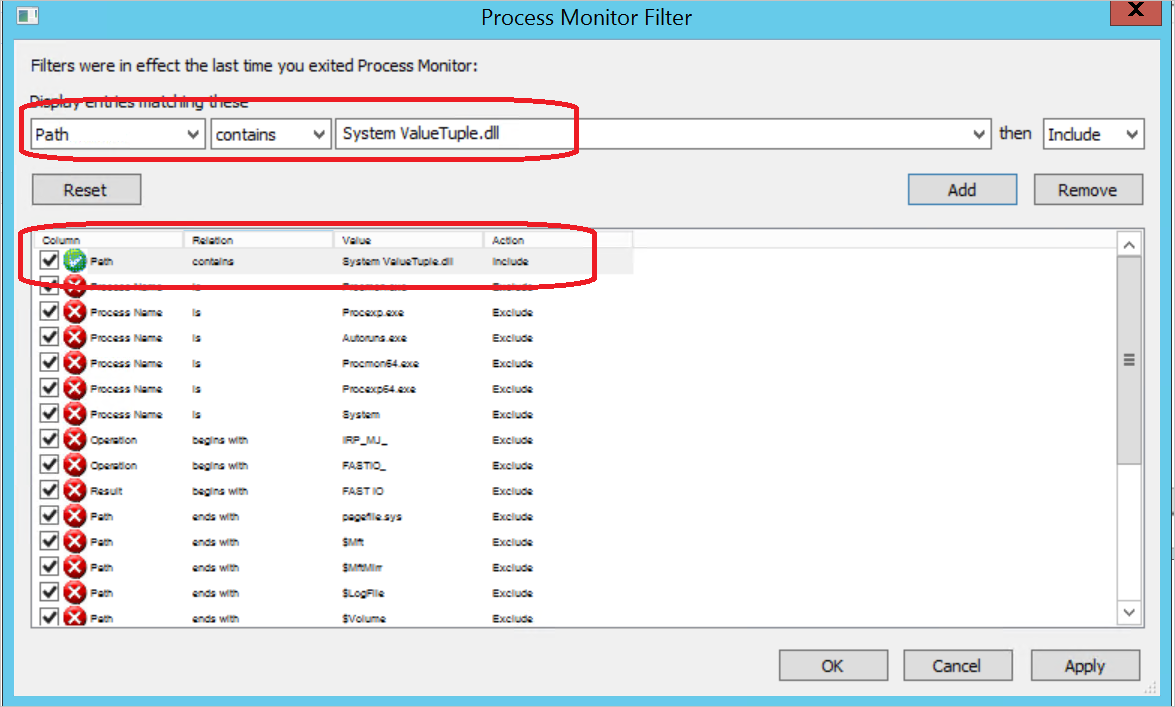 Process Monitor Filter
X
Filters were in effect the last time you exited Process Monitor:
Display entries matching these
Path contains System ValueTuple.dll then Include
Reset Add Remove
Column Relation Value Action
Path contains System ValueTuple.dll Include
Process Name is Procmon.exe Exclude
Process Name is Procexp.exe Exclude
Process Name is Autoruns.exe Exclude
Process Name is Procmon64.exe Exclude
Process Name is Procexp64.exe Exclude
Process Name is System Exclude
Operation begins with IRP_MJ_ Exclude
Operation begins with FASTIO_ Exclude
Result begins with FAST IO Exclude
Path ends with pagefile.sys Exclude
Path ends with $Mft Exclude
Path ends with $MftMirr Exclude
Path ends with $LogFile Exclude
Path ends with $Volume Exclude
OK Cancel Apply